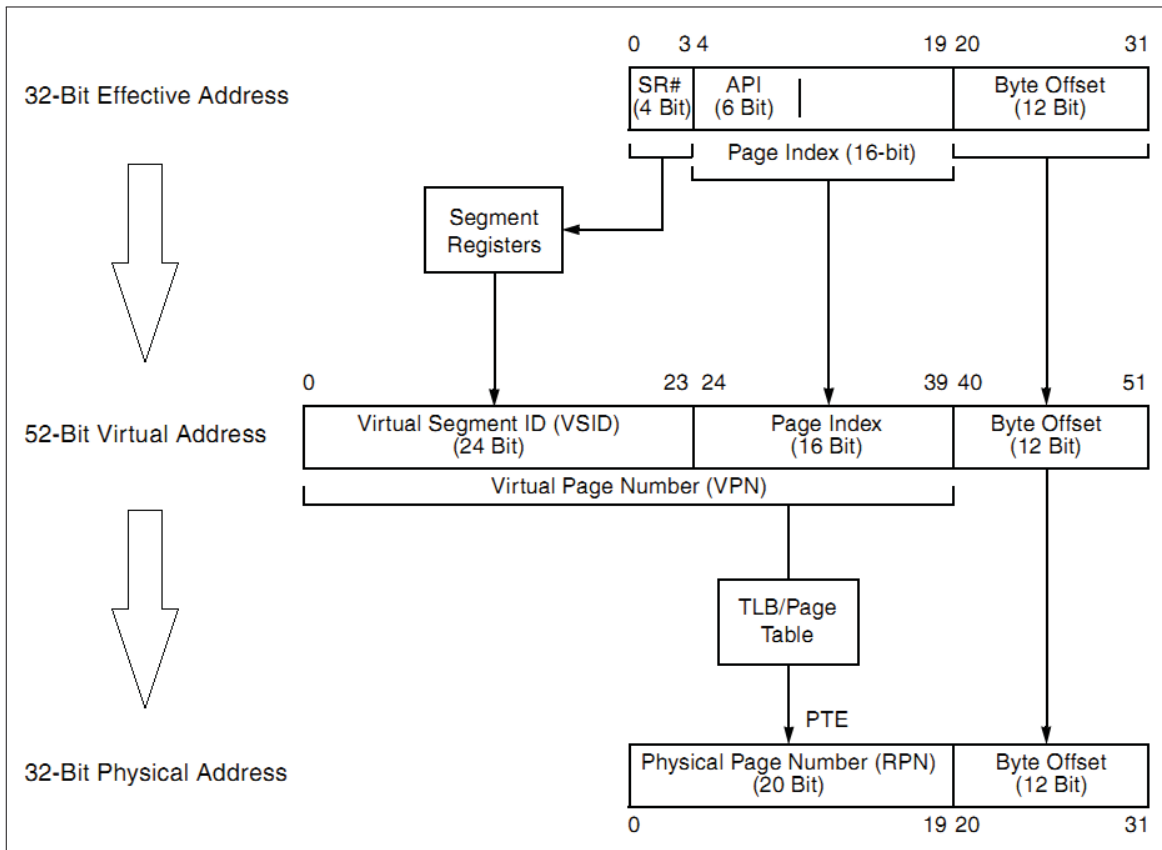 0 3 4 19 20 31
32-Bit Effective Address
SR#
(4 Bit)
API
(6 Bit)
Byte Offset
(12 Bit)
Page Index (16-bit)
Segment
Registers
0 23 24 39 40 51
52-Bit Virtual Address
Virtual Segment ID (VSID)
(24 Bit)
Page Index
(16 Bit)
Byte Offset
(12 Bit)
Virtual Page Number (VPN)
TLB/Page
Table
PTE
32-Bit Physical Address
Physical Page Number (RPN)
(20 Bit)
Byte Offset
(12 Bit)
0 19 20 31